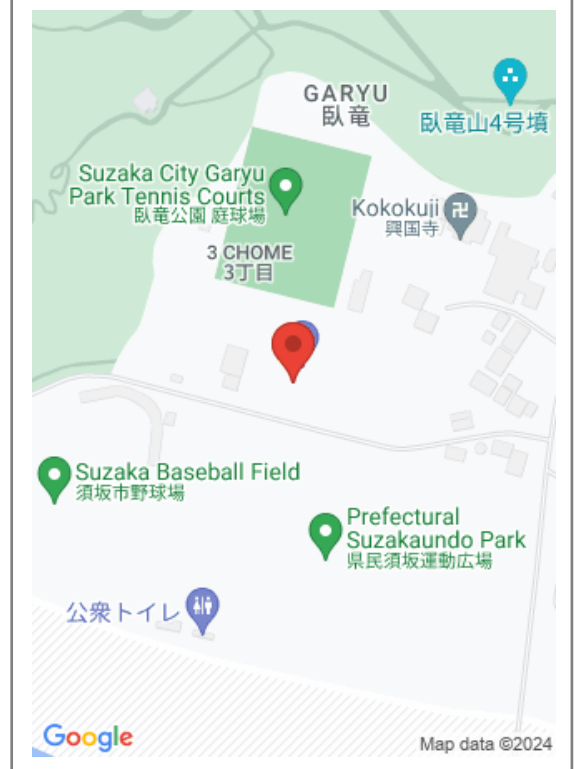 GARYU
臥竜
臥竜山4号墳
Suzaka City Garyu
Park Tennis Courts
臥竜公園 庭球場
Kokokuji
興国寺
3 CHOME
3丁目
Suzaka Baseball Field
須坂市野球場
Prefectural
Suzakaundo Park
県民須坂運動広場
公衆トイレ
Google
Map data ©2024